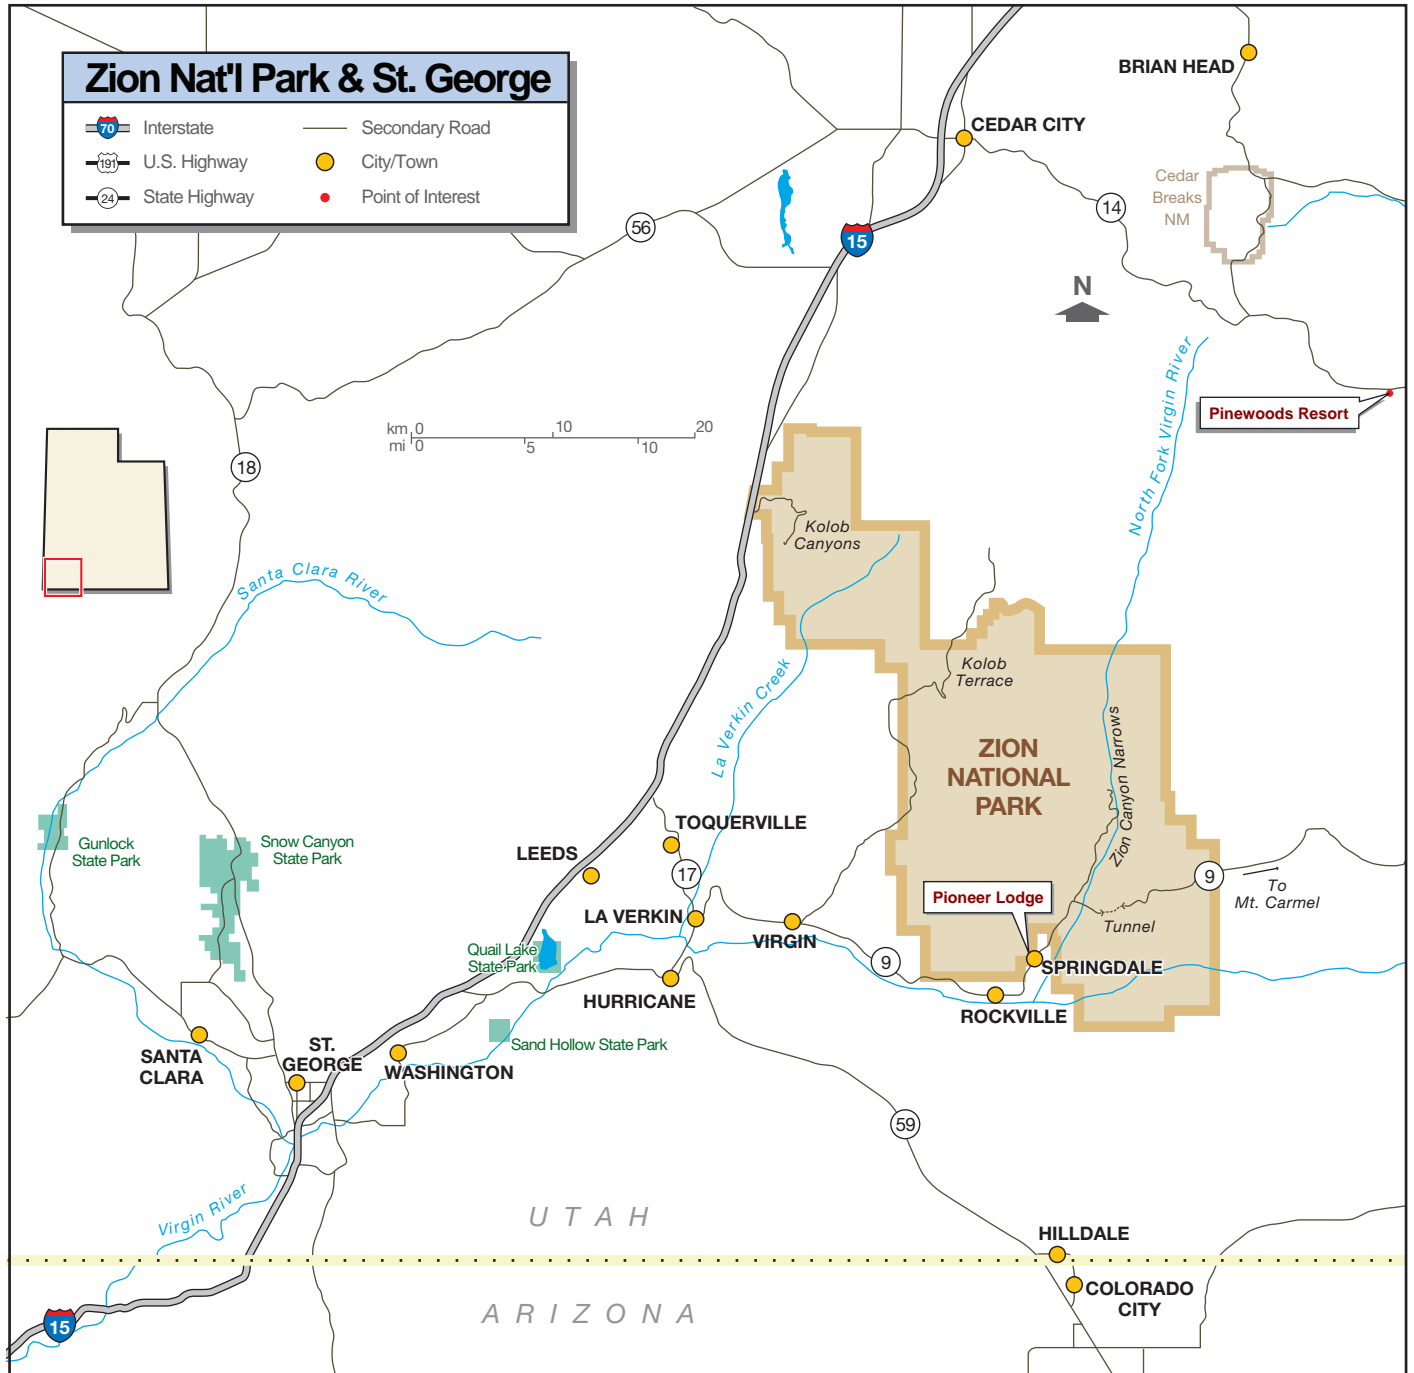 Zion Nat'l Park & St. George
70 Interstate
Secondary Road
191 U.S. Highway
City/Town
24 State Highway
Point of Interest
BRIAN HEAD
CEDAR CITY
Cedar
Breaks
NM
14
56
15
N
North Fork Virgin River
Pinewoods Resort
km 0 10 20
mi 0 5 10
18
Kolob
Canyons
Santa Clara River
Kolob
Terrace
La Verkin Creek
ZION
NATIONAL
PARK
Zion Canyon Narrows
TOQUERVILLE
Gunlock
State Park
Snow Canyon
State Park
LEEDS
17
9
To
Mt. Carmel
Pioneer Lodge
LA VERKIN
VIRGIN
Tunnel
Quail Lake
State Park
9
SPRINGDALE
HURRICANE
ROCKVILLE
Sand Hollow State Park
SANTA
CLARA
ST.
GEORGE
WASHINGTON
59
Virgin River
UTAH
HILLDALE
COLORADO
CITY
ARIZONA
15